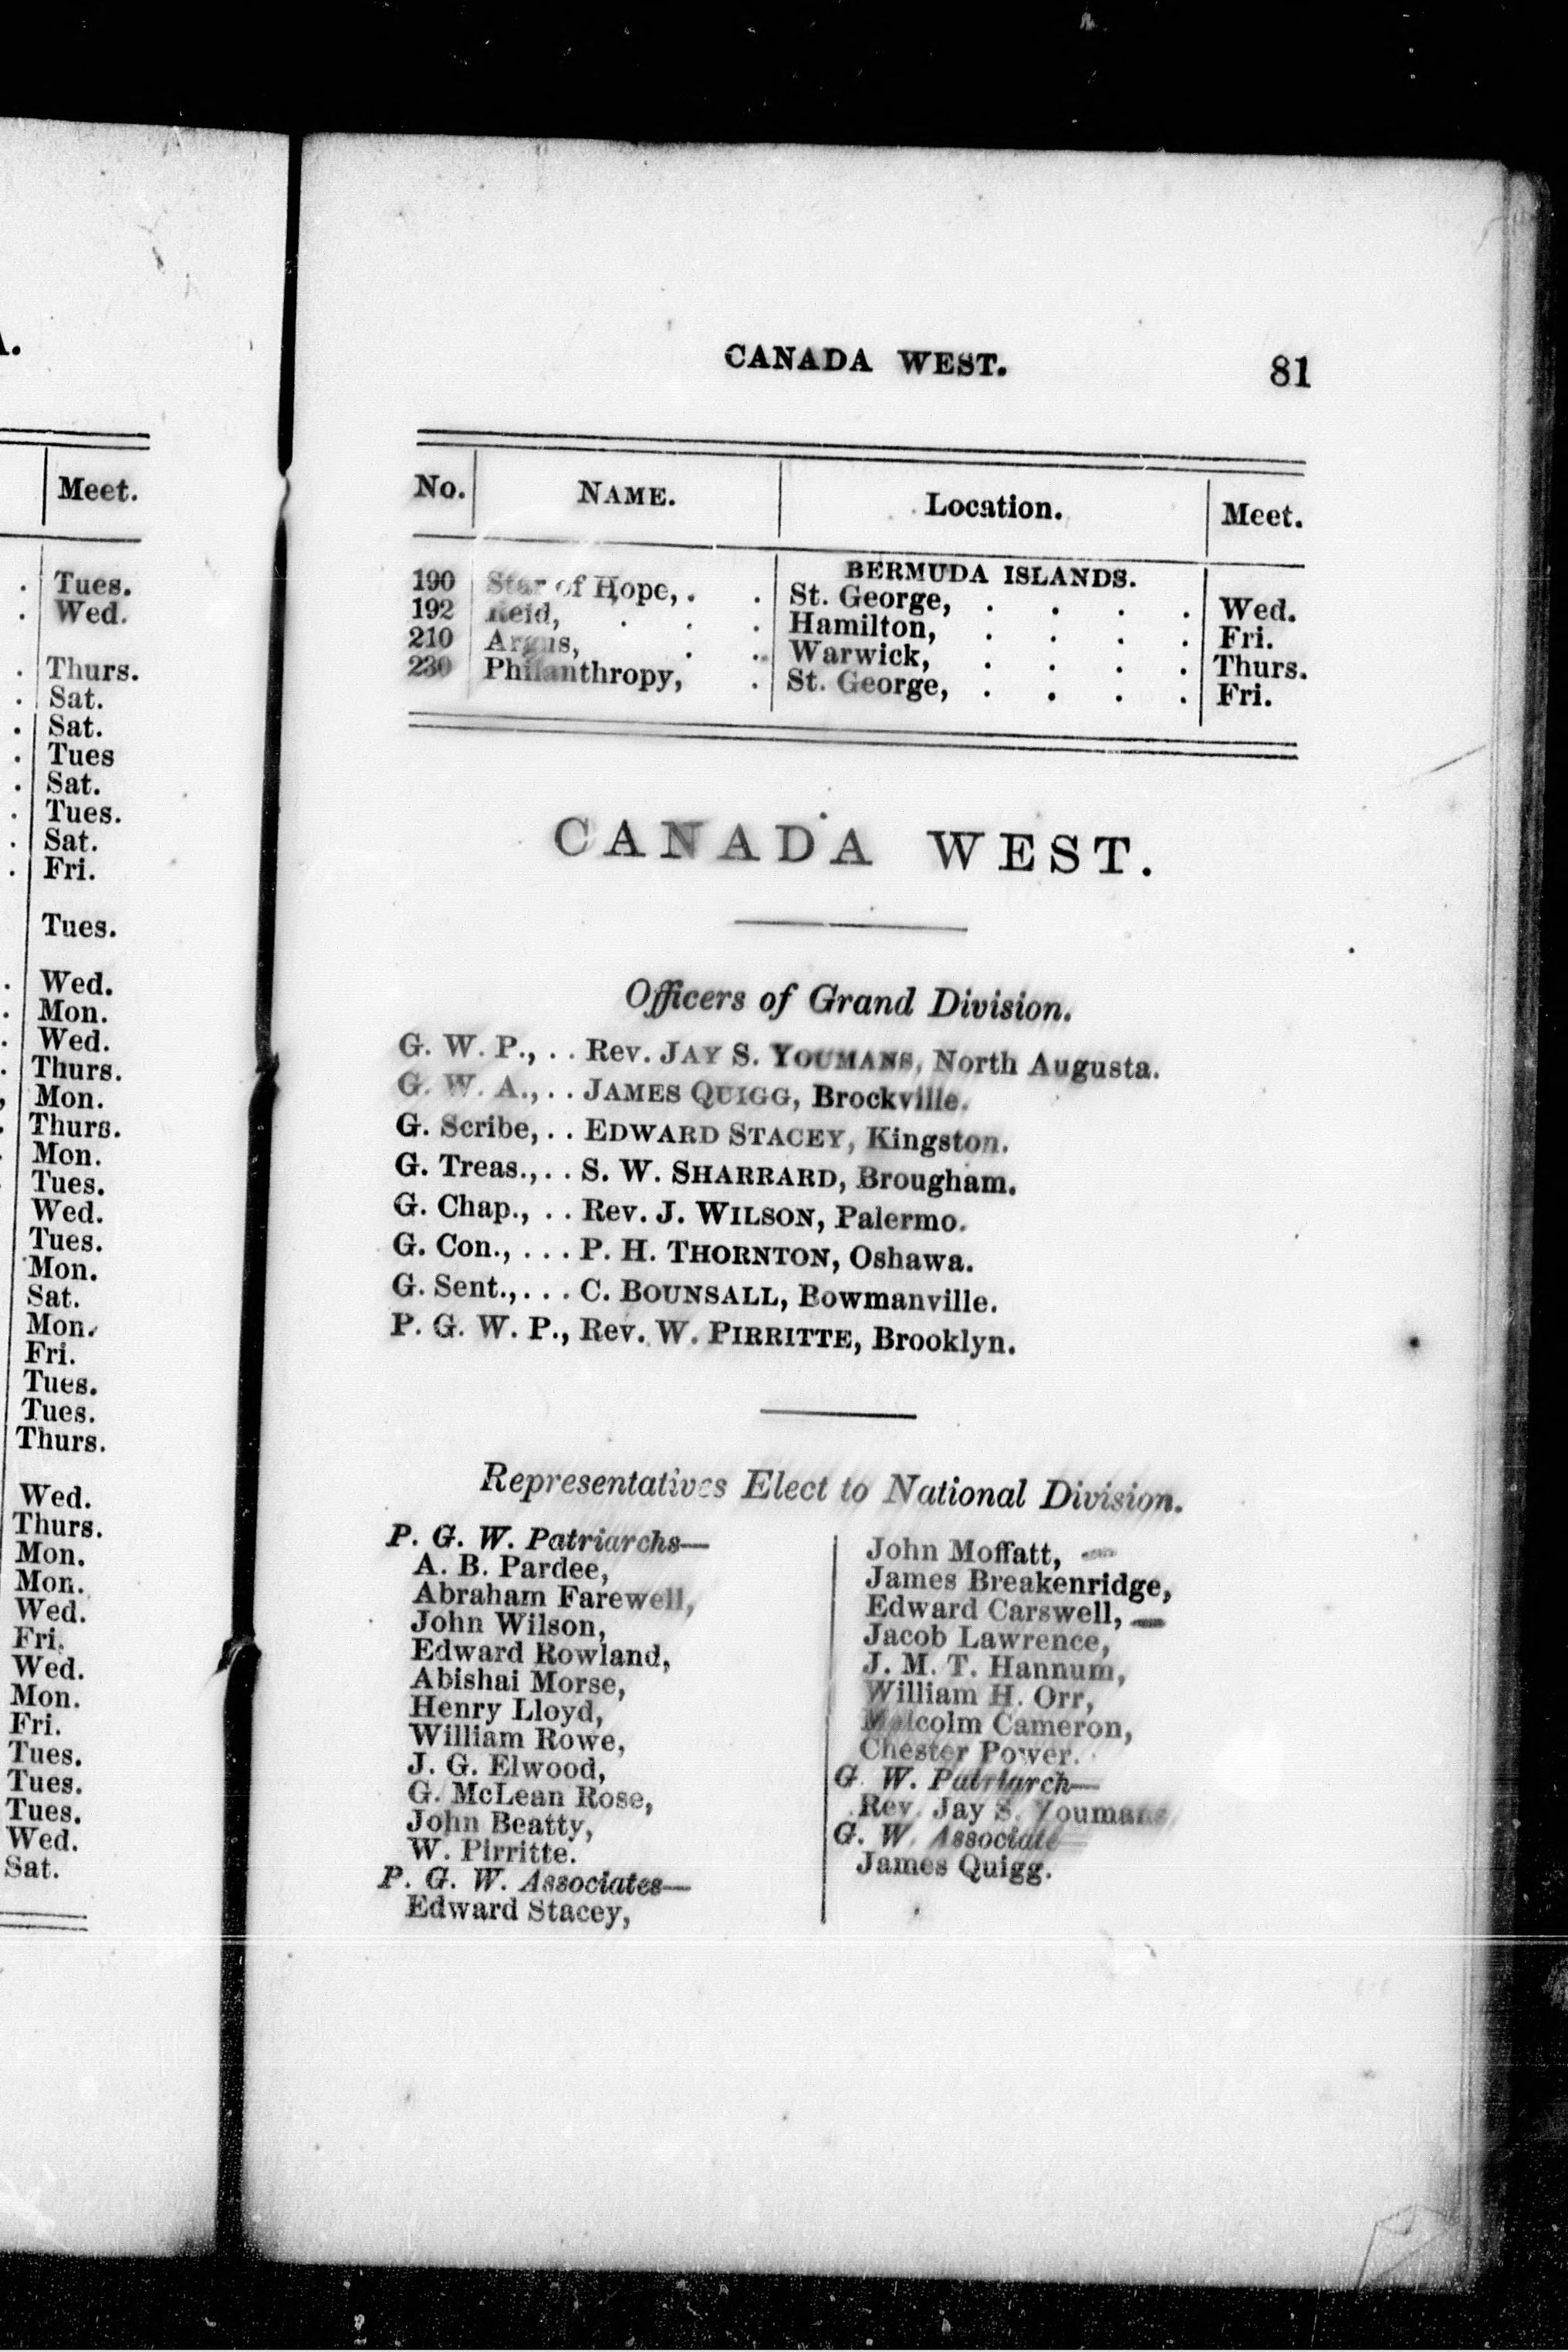 A.
Meet.
Tues.
Wed.
Thurs.
Sat.
Sat.
Tues
Sat.
Tues.
Sat.
Fri.
Tues.
Wed.
Mon.
Wed.
Thurs.
Mon.
Thurs.
Mon.
Tues.
Wed.
Tues.
Mon.
Sat.
Mon.
Fri.
Tues.
Tues.
Thurs.
Wed.
Thurs.
Mon.
Mon.
Wed.
Fri.
Wed.
Mon.
Fri.
Tues.
Tues.
Tues.
Wed.
Sat.
CANADA WEST. 81
No. NAME. Location. Meet.
BERMUDA ISLANDS.
190 Star of Hope, . . St. George, . . . . Wed.
192 Reid, . . . Hamilton, . . . . Fri.
210 Argus, . . Warwick, . . . . Thurs.
230 Philanthropy, . St. George, . . . . Fri.
CANADA WEST.
Officers of Grand Division.
G. W. P., . . Rev. JAY S. YOUMANS, North Augusta.
G. W. A., . . JAMES QUIGG, Brockville.
G. Scribe, . . EDWARD STACEY, Kingston.
G. Treas., . . S. W. SHARRARD, Brougham.
G. Chap., . . Rev. J. WILSON, Palermo.
G. Con., . . . P. H. THORNTON, Oshawa.
G. Sent., . . . C. BOUNSALL, Bowmanville.
P. G. W. P., Rev. W. PIRRITTE, Brooklyn.
Representatives Elect to National Division.
P. G. W. Patriarchs—
A. B. Pardee,
Abraham Farewell,
John Wilson,
Edward Rowland,
Abishai Morse,
Henry Lloyd,
William Rowe,
J. G. Elwood,
G. McLean Rose,
John Beatty,
W. Pirritte.
P. G. W. Associates—
Edward Stacey,
John Moffatt,
James Breakenridge,
Edward Carswell,
Jacob Lawrence,
J. M. T. Hannum,
William H. Orr,
Malcolm Cameron,
Chester Power.
G. W. Patriarch—
Rev. Jay S. Youmans
G. W. Associate—
James Quigg.